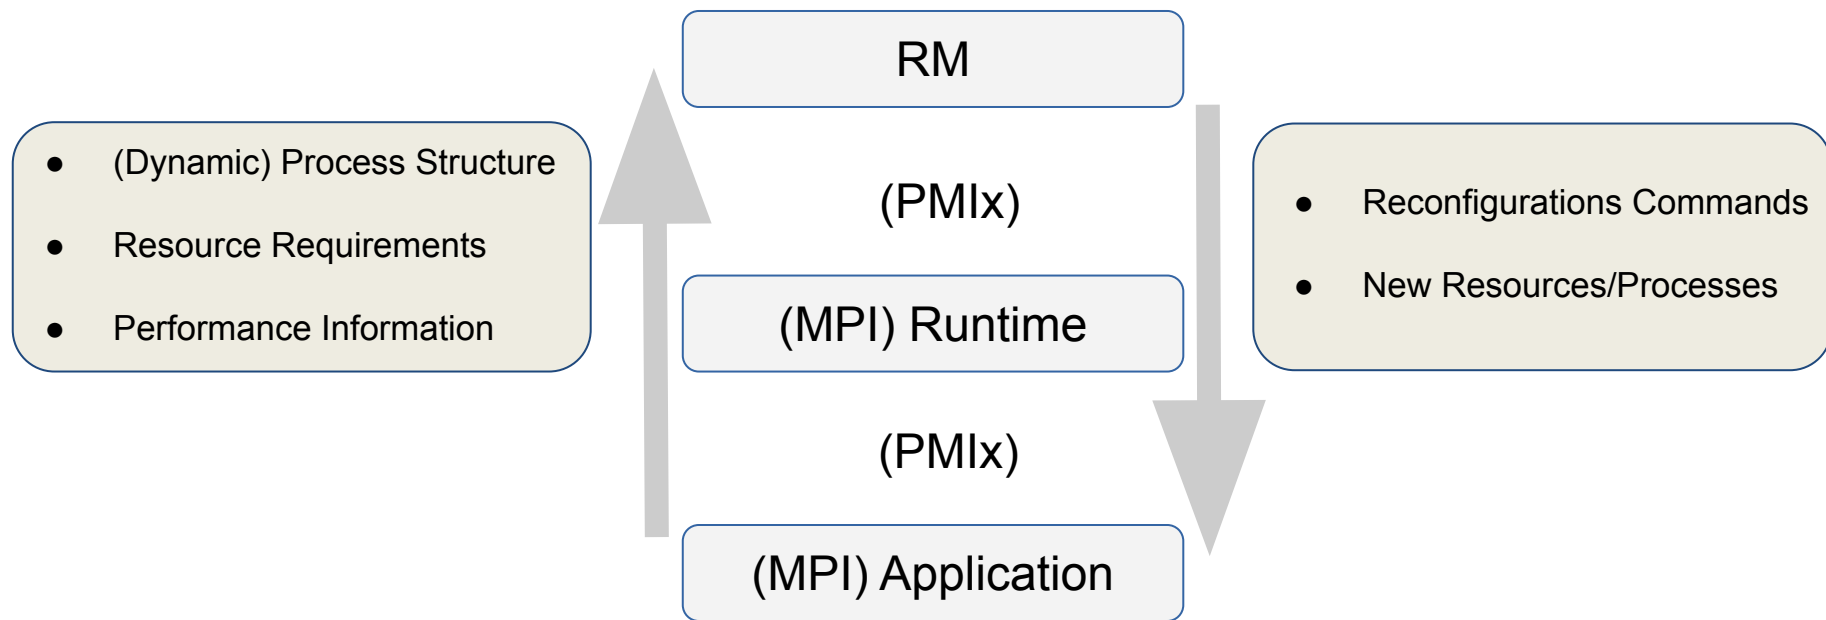 RM
● (Dynamic) Process Structure
● Resource Requirements
● Performance Information
(PMIx)
● Reconfigurations Commands
● New Resources/Processes
(MPI) Runtime
(PMIx)
(MPI) Application